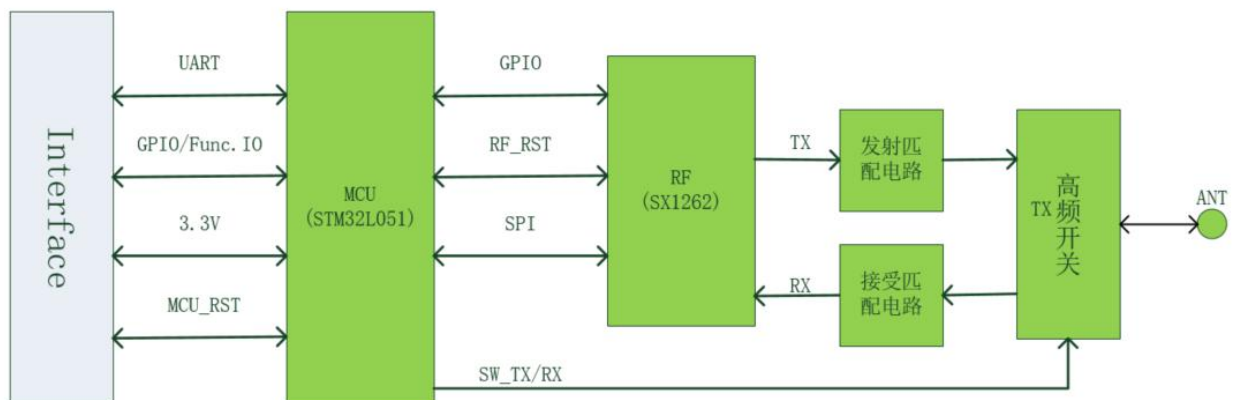 Interface
UART
GPIO/Func.IO
3.3V
MCU_RST
MCU
(STM32L051)
GPIO
RF_RST
SPI
SW_TX/RX
RF
(SX1262)
TX
RX
发射匹
配电路
接受匹
配电路
TX
高频开关
ANT